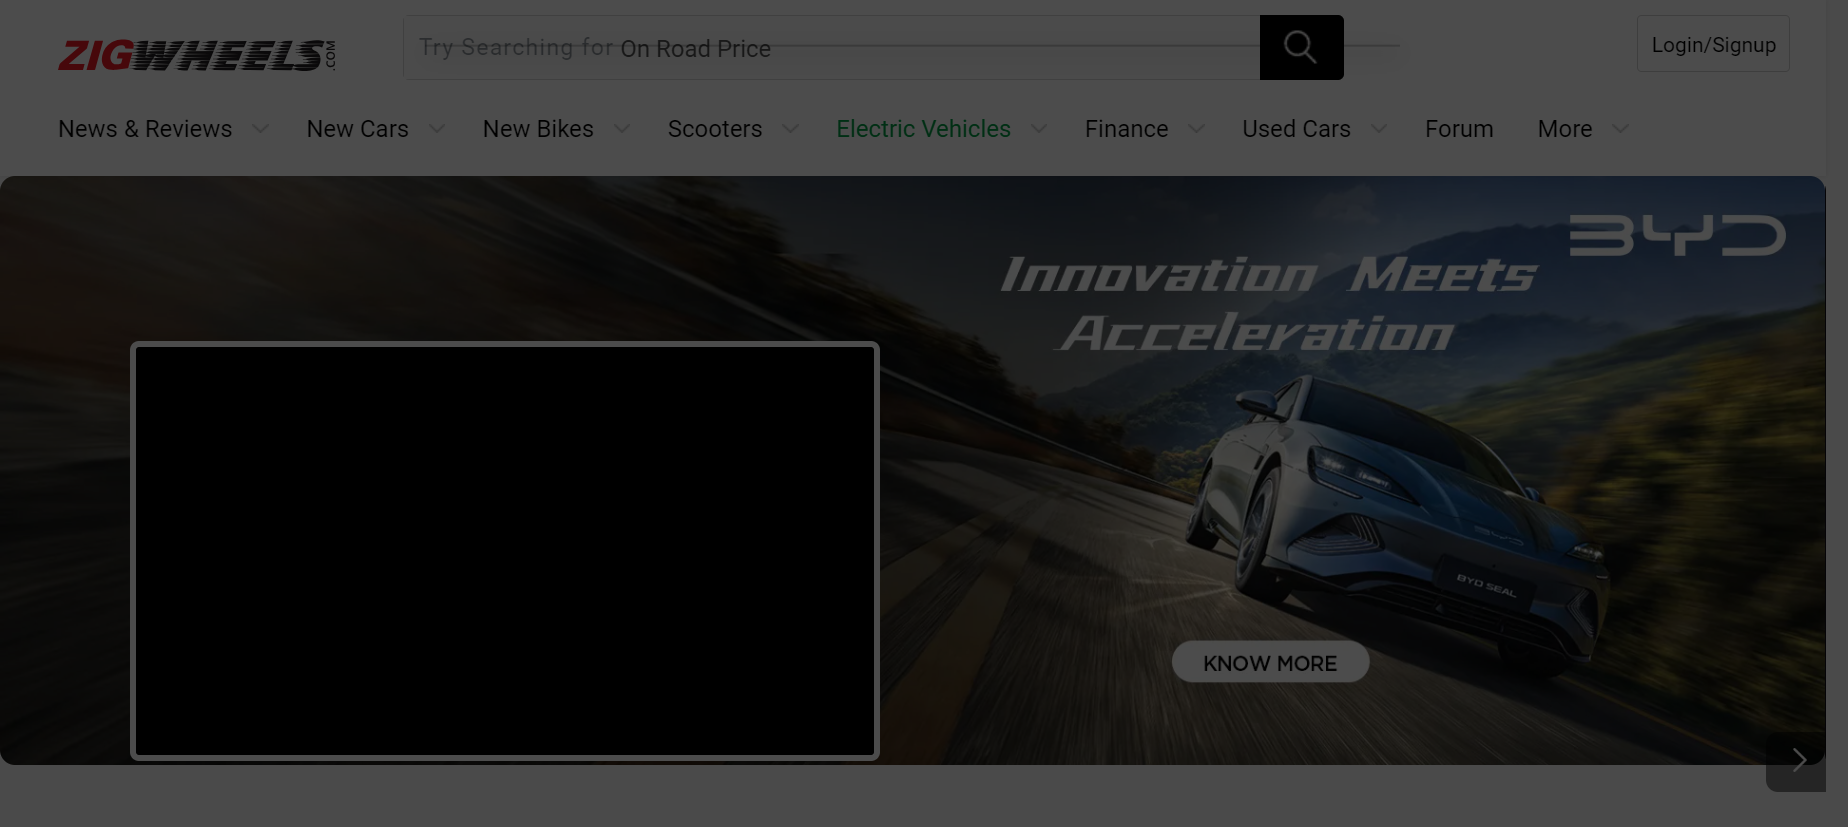 ZIGWHEELS.COM
Try Searching for On Road Price
Login/Signup
News & Reviews
New Cars
New Bikes
Scooters
Electric Vehicles
Finance
Used Cars
Forum
More
BYD
Innovation Meets
Acceleration
BYD
BYD SEAL
KNOW MORE